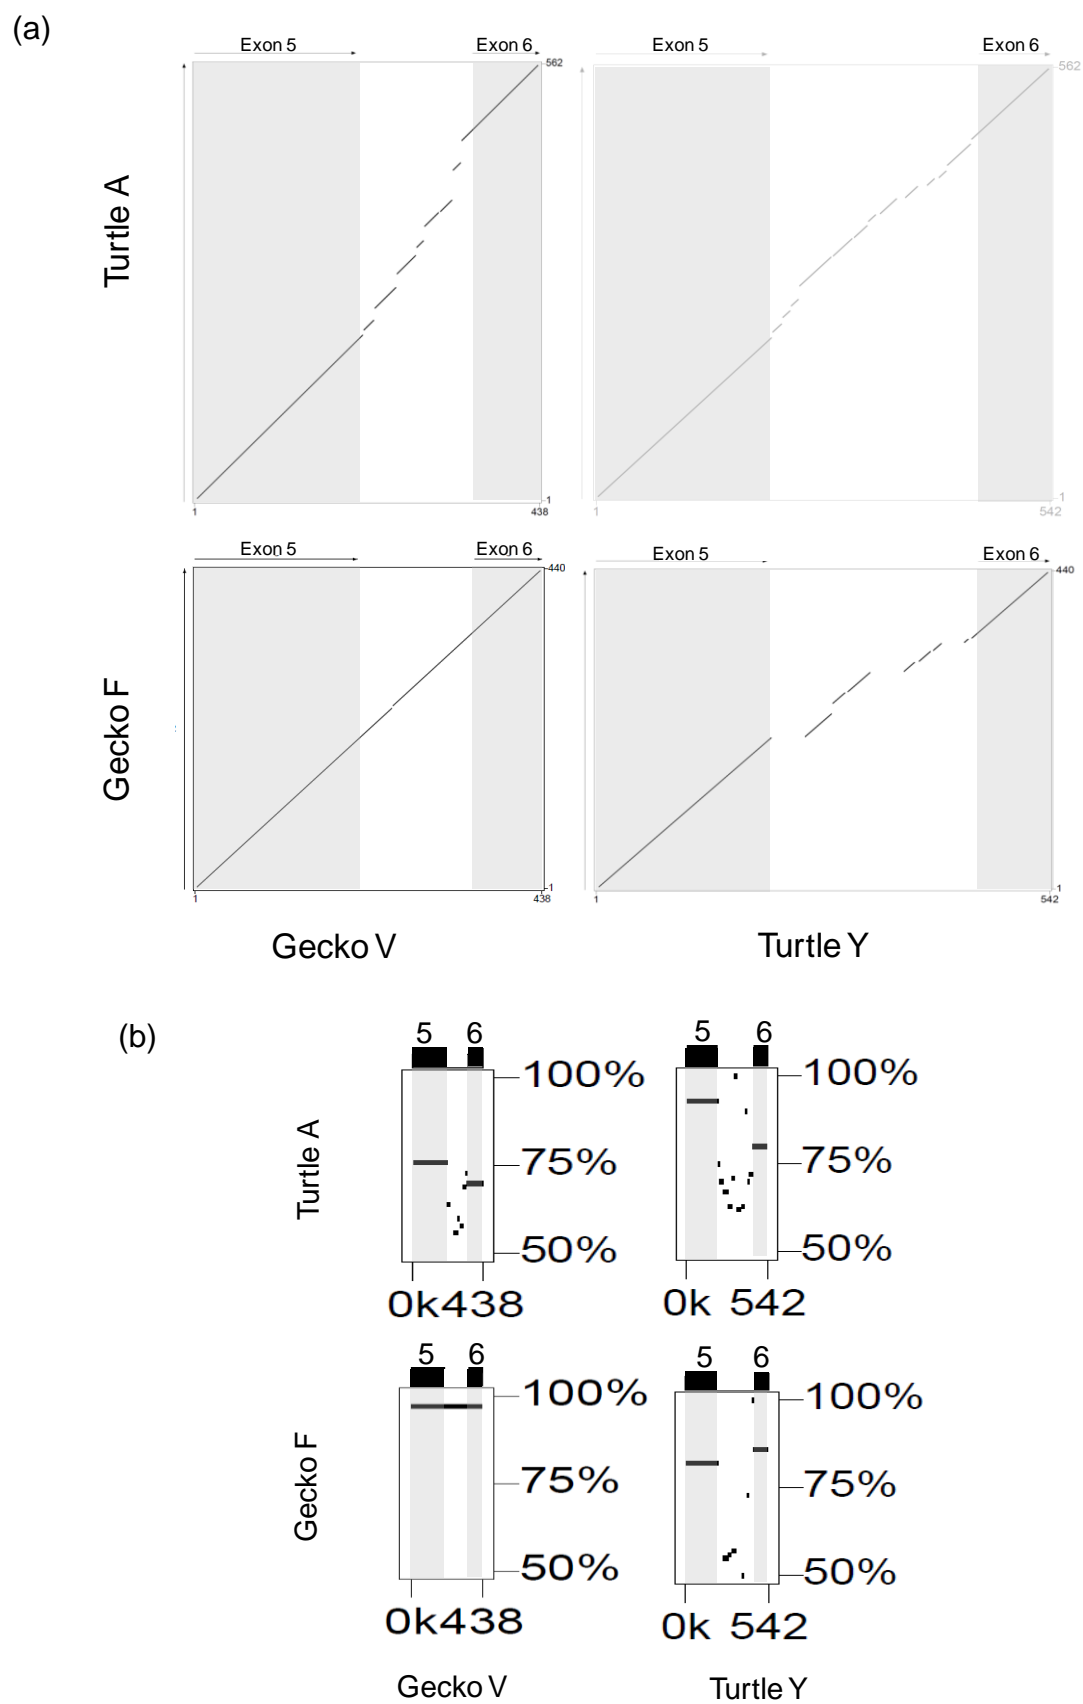 (a)
Exon 5 Exon 6 Exon 5 Exon 6
562 562
Turtle A
1 1
1 438 1 542
Exon 5 Exon 6 Exon 5 Exon 6
440 440
Gecko F
1 1
1 438 1 542
Gecko V Turtle Y
(b)
5 6 5 6
100% 100%
Turtle A
75% 75%
50% 50%
0k438 0k 542
5 6 5 6
100% 100%
Gecko F
75% 75%
50% 50%
0k438 0k 542
Gecko V Turtle Y